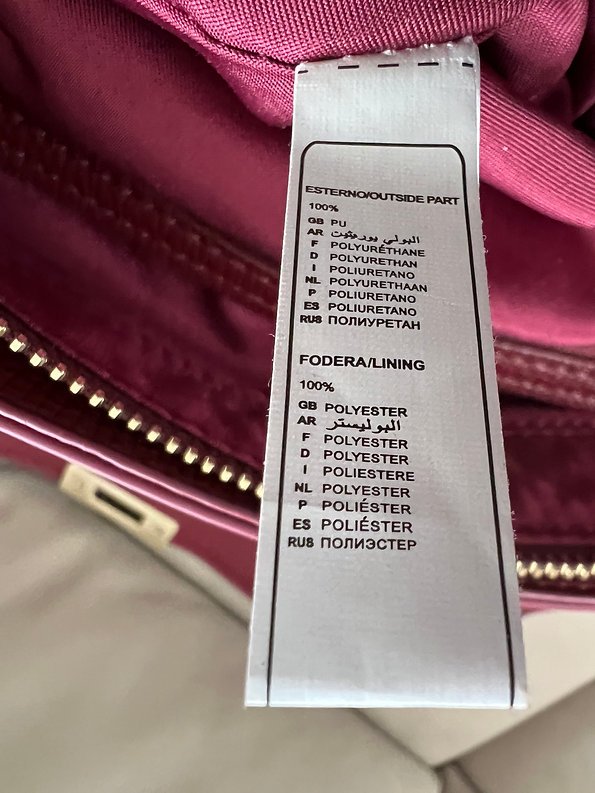 ESTERNO/OUTSIDE PART
100%
GB PU
AR البولي يوريثين
F POLYURÉTHANE
D POLYURETHAN
I POLIURETANO
NL POLYURETHAAN
P POLIURETANO
ES POLIURETANO
RUS ПОЛИУРЕТАН
FODERA/LINING
100%
GB POLYESTER
AR البوليستر
F POLYESTER
D POLYESTER
I POLIESTERE
NL POLYESTER
P POLIÉSTER
ES POLIÉSTER
RUS ПОЛИЭСТЕР